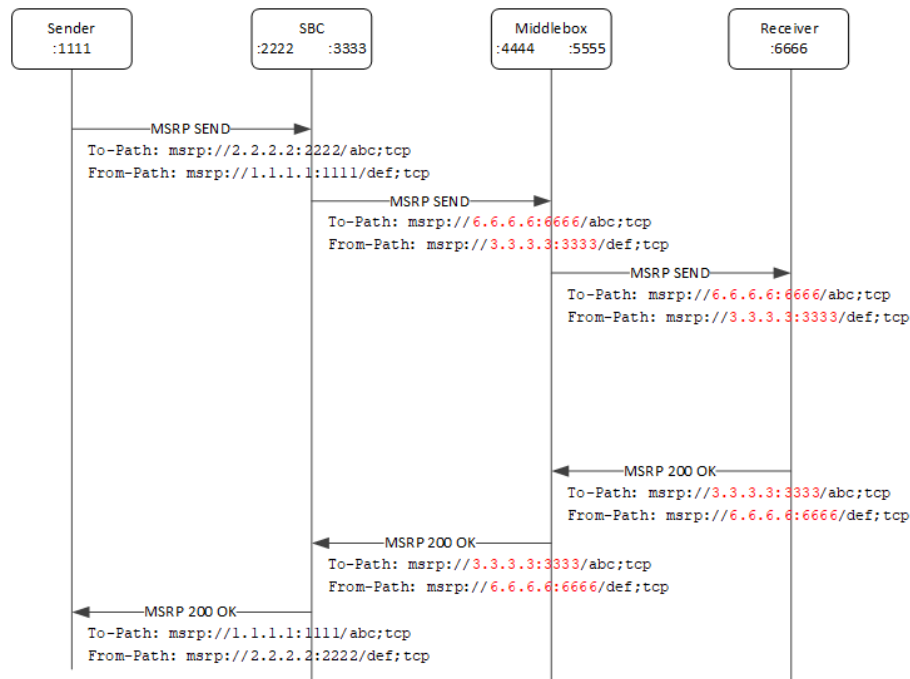 Sender
:1111
SBC
:2222 :3333
Middlebox
:4444 :5555
Receiver
:6666
MSRP SEND
To-Path: msrp://2.2.2.2:2222/abc;tcp
From-Path: msrp://1.1.1.1:1111/def;tcp
MSRP SEND
To-Path: msrp://6.6.6.6:6666/abc;tcp
From-Path: msrp://3.3.3.3:3333/def;tcp
MSRP SEND
To-Path: msrp://6.6.6.6:6666/abc;tcp
From-Path: msrp://3.3.3.3:3333/def;tcp
MSRP 200 OK
To-Path: msrp://3.3.3.3:3333/abc;tcp
From-Path: msrp://6.6.6.6:6666/def;tcp
MSRP 200 OK
To-Path: msrp://3.3.3.3:3333/abc;tcp
From-Path: msrp://6.6.6.6:6666/def;tcp
MSRP 200 OK
To-Path: msrp://1.1.1.1:1111/abc;tcp
From-Path: msrp://2.2.2.2:2222/def;tcp